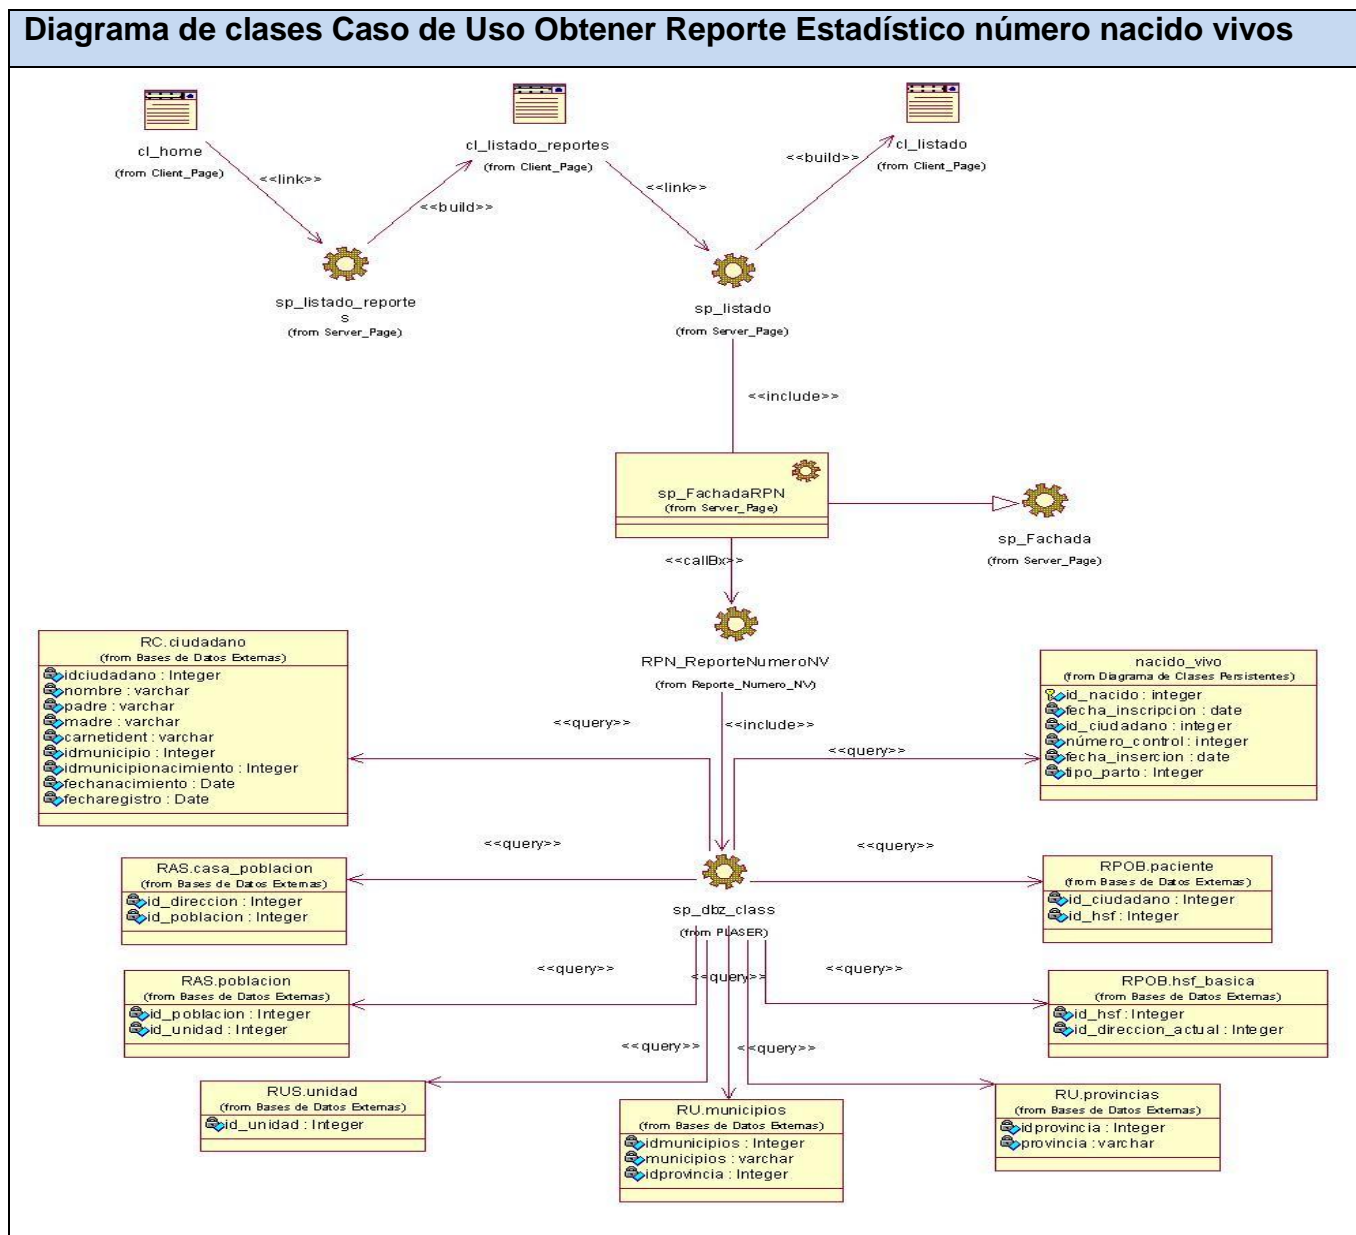 Diagrama de clases Caso de Uso Obtener Reporte Estadístico número nacido vivos
cl_home
(from Client_Page)
cl_listado_reportes
(from Client_Page)
cl_listado
(from Client_Page)
<<link>>
<<build>>
<<link>>
<<build>>
sp_listado_reporte
s
(from Server_Page)
sp_listado
(from Server_Page)
<<include>>
sp_FachadaRPN
(from Server_Page)
sp_Fachada
(from Server_Page)
<<callBx>>
RPN_ReporteNumeroNV
(from Reporte_Numero_NV)
RC.ciudadano
(from Bases de Datos Externas)
idciudadano : Integer
nombre : varchar
padre : varchar
madre : varchar
carnetident : varchar
idmunicipio : Integer
idmunicipionacimiento : Integer
fechanacimiento : Date
fecharegistro : Date
nacido_vivo
(from Diagrama de Clases Persistentes)
id_nacido : integer
fecha_inscripcion : date
id_ciudadano : integer
número_control : integer
fecha_insercion : date
tipo_parto : Integer
<<query>>
<<include>>
<<query>>
<<query>>
<<query>>
RAS.casa_poblacion
(from Bases de Datos Externas)
id_direccion : Integer
id_poblacion : Integer
sp_dbz_class
(from PLASER)
RPOB.paciente
(from Bases de Datos Externas)
id_ciudadano : Integer
id_hsf : Integer
<<query>>
<<query>>
<<query>>
RAS.poblacion
(from Bases de Datos Externas)
id_poblacion : Integer
id_unidad : Integer
RPOB.hsf_basica
(from Bases de Datos Externas)
id_hsf : Integer
id_direccion_actual : Integer
<<query>>
<<query>>
RUS.unidad
(from Bases de Datos Externas)
id_unidad : Integer
RU.municipios
(from Bases de Datos Externas)
idmunicipios : Integer
municipios : varchar
idprovincia : Integer
RU.provincias
(from Bases de Datos Externas)
idprovincia : Integer
provincia : varchar